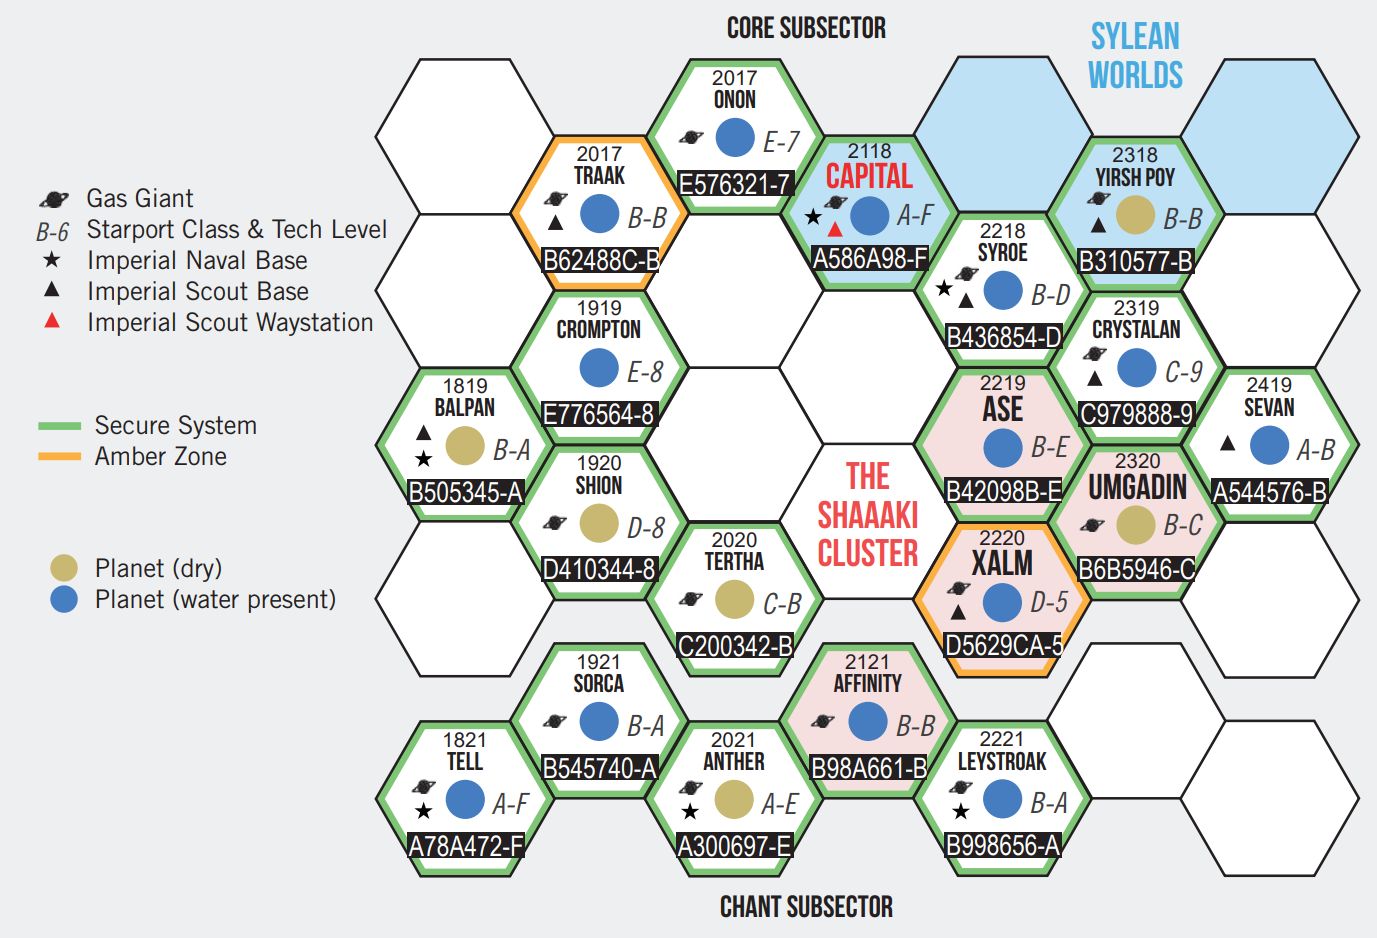 CORE SUBSECTOR
SYLEAN
WORLDS
Gas Giant
B-6 Starport Class & Tech Level
Imperial Naval Base
Imperial Scout Base
Imperial Scout Waystation
Secure System
Amber Zone
Planet (dry)
Planet (water present)
2017
ONON
E-7
E576321-7
2017
TRAAK
B-B
B62488C-B
2118
CAPITAL
A-F
A586A98-F
2318
YIRSH POY
B-B
B310577-B
2218
SYROE
B-D
B436854-D
1919
CROMPTON
E-8
E776564-8
2319
CRYSTALAN
C-9
C979888-9
1819
BALPAN
B-A
B505345-A
2219
ASE
B-E
B42098B-E
2419
SEVAN
A-B
A544576-B
1920
SHION
D-8
D410344-8
THE
SHAAAKI
CLUSTER
2320
UMGADIN
B-C
B6B5946-C
2020
TERTHA
C-B
C200342-B
2220
XALM
D-5
D5629CA-5
1921
SORCA
B-A
B545740-A
2121
AFFINITY
B-B
B98A661-B
1821
TELL
A-F
A78A472-F
2021
ANTHER
A-E
A300697-E
2221
LEYSTROAK
B-A
B998656-A
CHANT SUBSECTOR